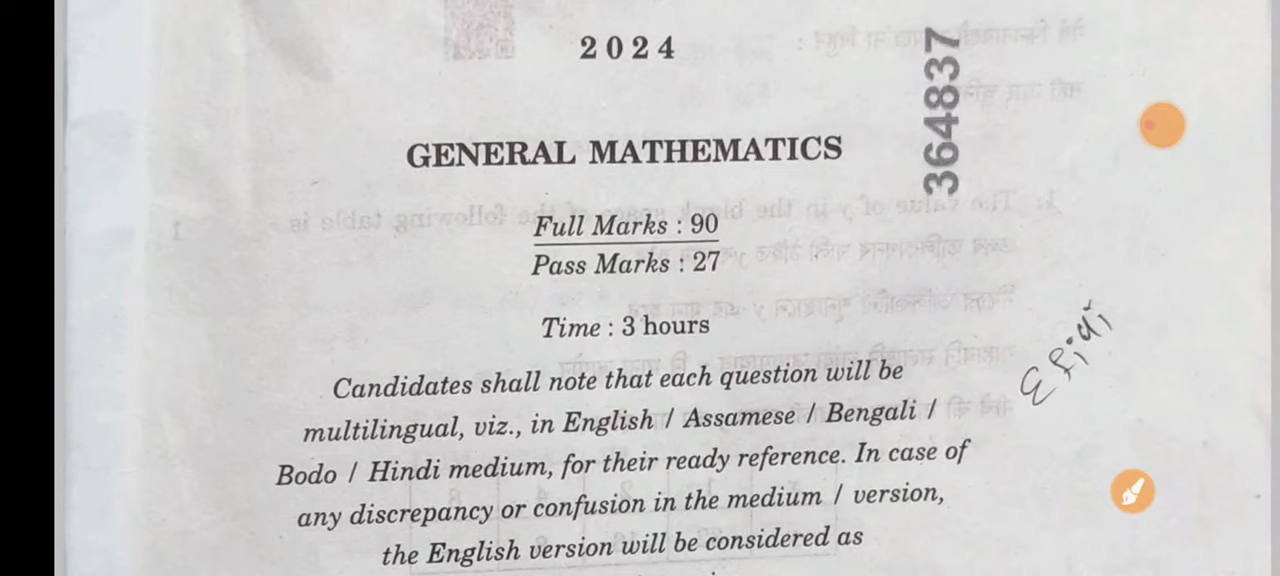 2024
364837
GENERAL MATHEMATICS
Full Marks : 90
Pass Marks : 27
Time : 3 hours
Candidates shall note that each question will be
multilingual, viz., in English / Assamese / Bengali /
Bodo / Hindi medium, for their ready reference. In case of
any discrepancy or confusion in the medium / version,
the English version will be considered as